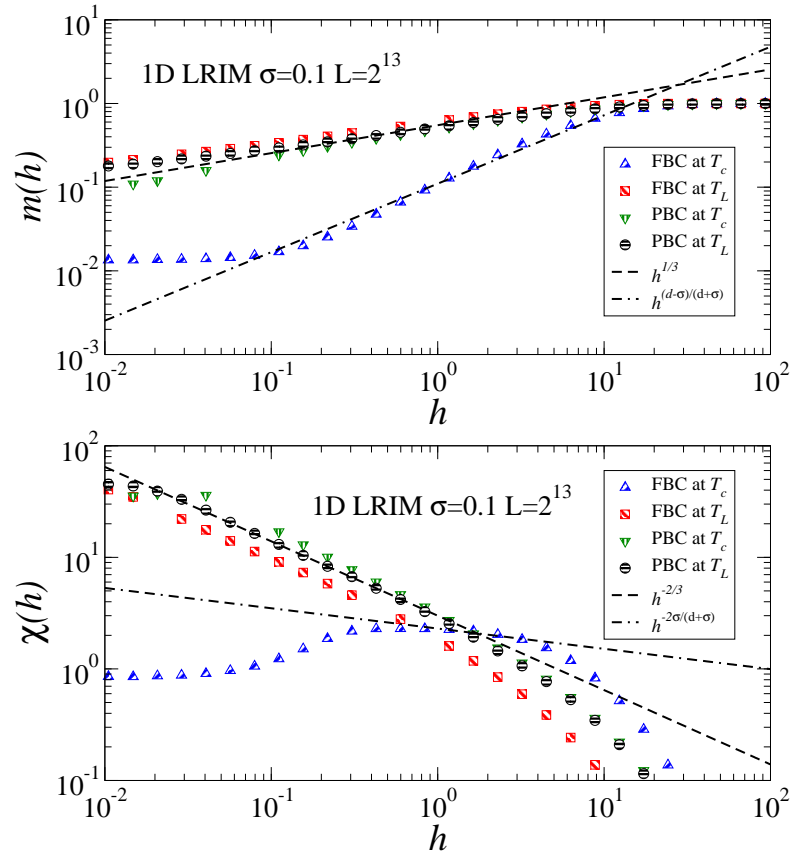 10^1
1D LRIM σ=0.1 L=2^13
10^0
m(h)
10^-1
FBC at T_c
FBC at T_L
PBC at T_c
PBC at T_L
h^1/3
h^(d-σ)/(d+σ)
10^-2
10^-3
10^-2 10^-1 10^0 10^1 10^2
h
10^2
1D LRIM σ=0.1 L=2^13
10^1
χ(h)
FBC at T_c
FBC at T_L
PBC at T_c
PBC at T_L
h^-2/3
h^-2σ/(d+σ)
10^0
10^-1
10^-2 10^-1 10^0 10^1 10^2
h